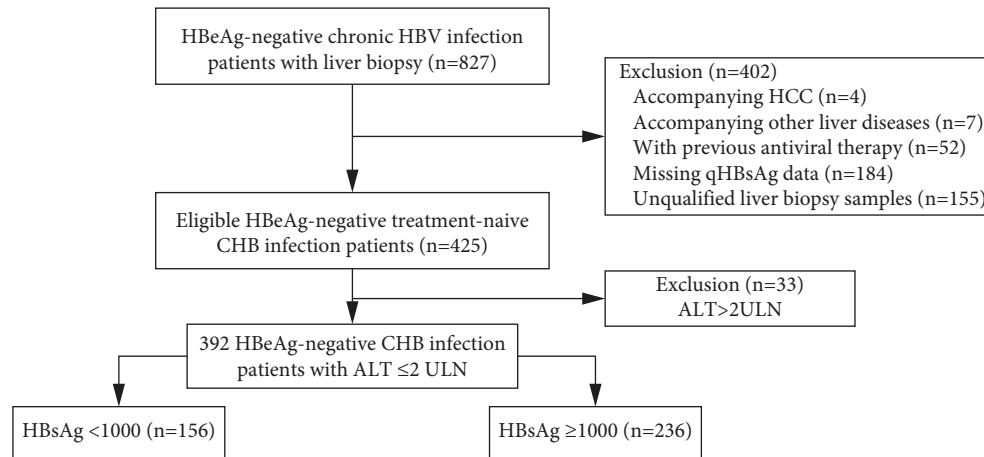 HBeAg-negative chronic HBV infection
patients with liver biopsy (n=827)
Exclusion (n=402)
Accompanying HCC (n=4)
Accompanying other liver diseases (n=7)
With previous antiviral therapy (n=52)
Missing qHBsAg data (n=184)
Unqualified liver biopsy samples (n=155)
Eligible HBeAg-negative treatment-naive
CHB infection patients (n=425)
Exclusion (n=33)
ALT>2ULN
392 HBeAg-negative CHB infection
patients with ALT ≤2 ULN
HBsAg <1000 (n=156)
HBsAg ≥1000 (n=236)